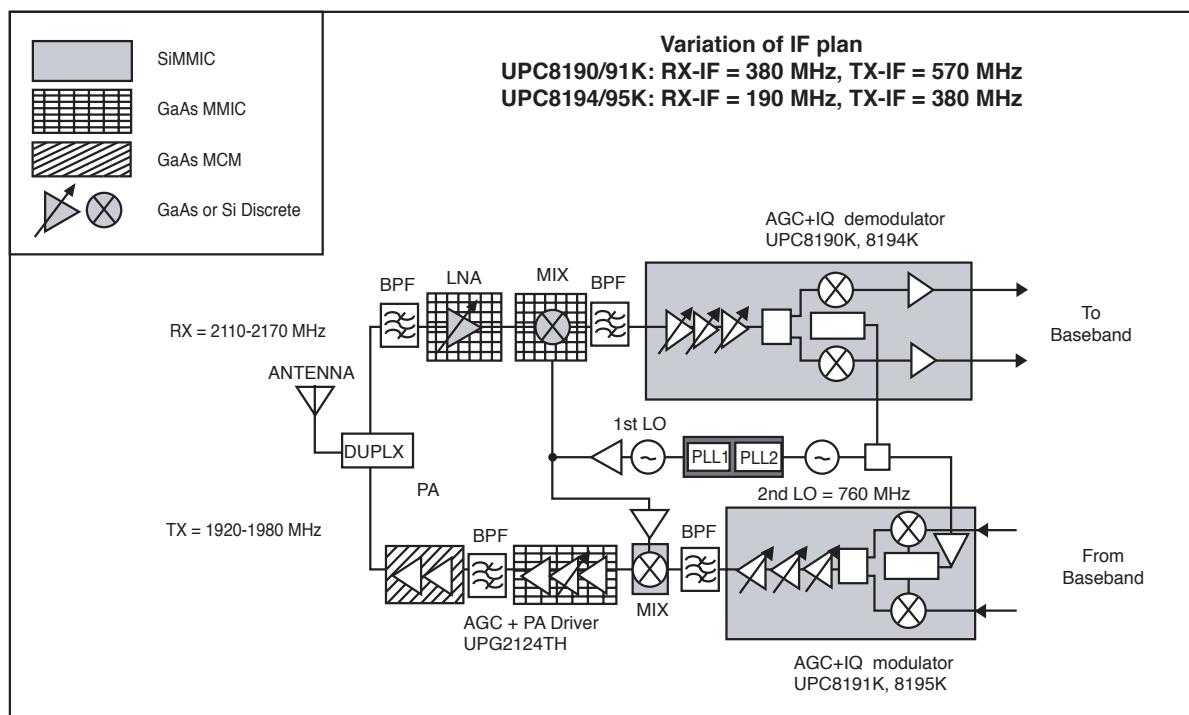 SiMMIC
GaAs MMIC
GaAs MCM
GaAs or Si Discrete
Variation of IF plan
UPC8190/91K: RX-IF = 380 MHz, TX-IF = 570 MHz
UPC8194/95K: RX-IF = 190 MHz, TX-IF = 380 MHz
AGC+IQ demodulator
UPC8190K, 8194K
BPF
LNA
MIX
BPF
RX = 2110-2170 MHz
To
Baseband
ANTENNA
1st LO
DUPLX
PLL1
PLL2
PA
2nd LO = 760 MHz
TX = 1920-1980 MHz
BPF
BPF
From
Baseband
MIX
AGC + PA Driver
UPG2124TH
AGC+IQ modulator
UPC8191K, 8195K